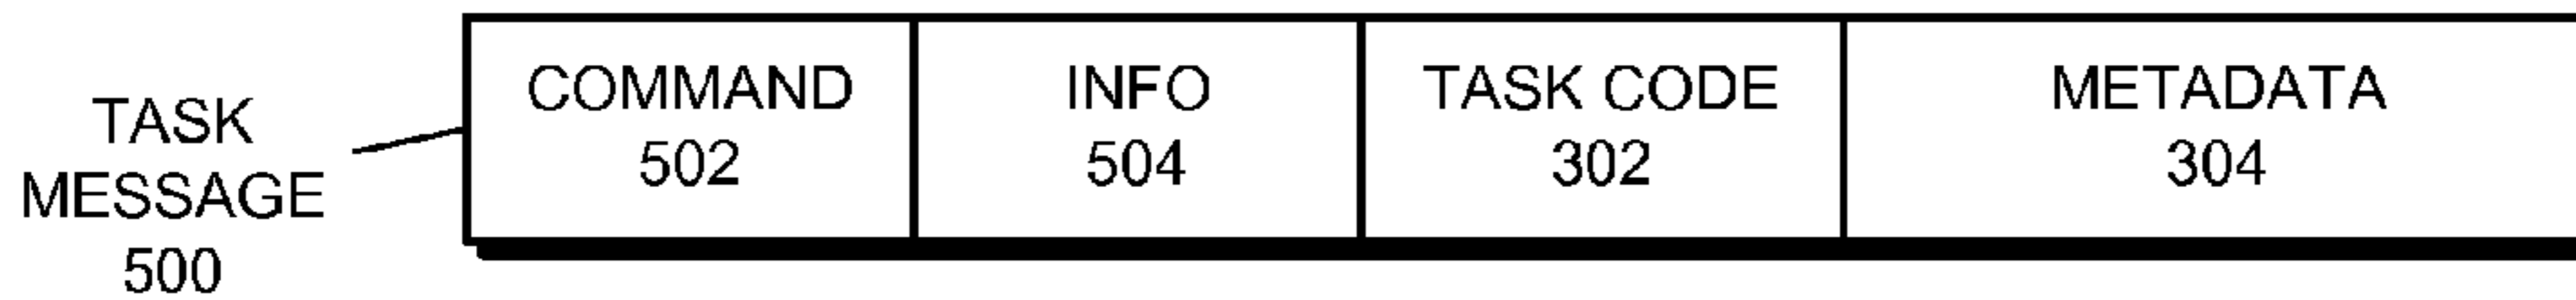 TASK
MESSAGE
500
COMMAND
502
INFO
504
TASK CODE
302
METADATA
304